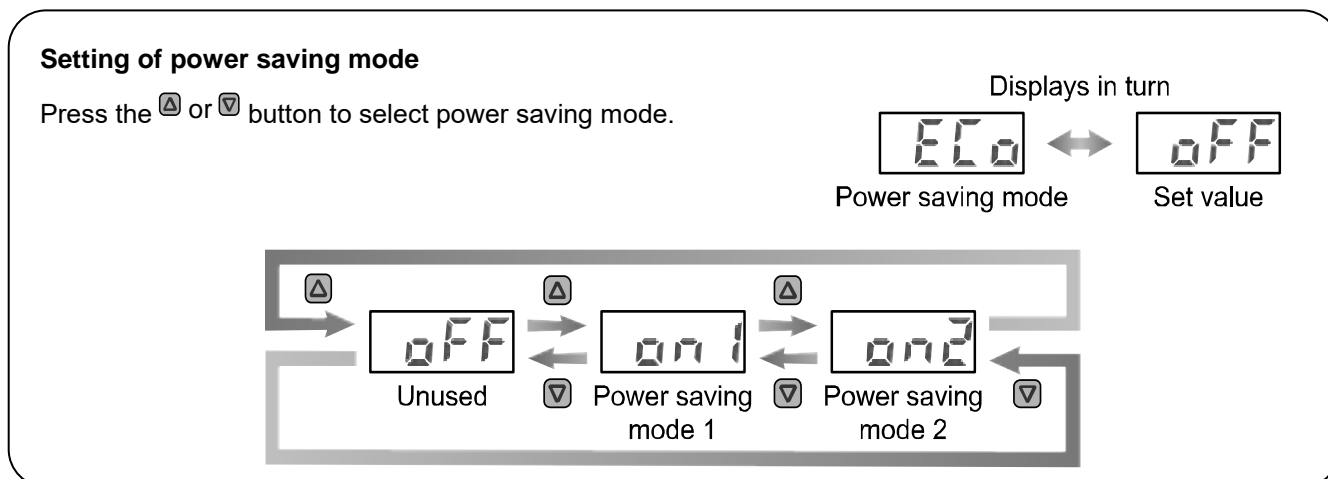 Setting of power saving mode
Press the △ or ▽ button to select power saving mode.
Displays in turn
ECo oFF
Power saving mode Set value
△ △ △
oFF on1 on2
Unused ▽ Power saving mode 1 ▽ Power saving mode 2 ▽